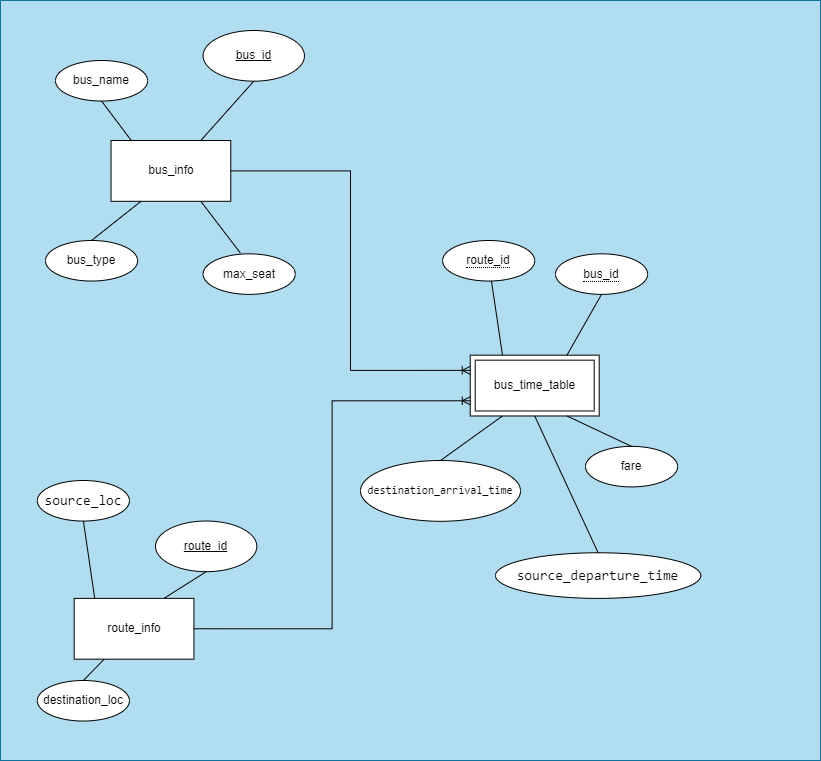 bus_id
bus_name
bus_info
bus_type
max_seat
route_id
bus_id
bus_time_table
destination_arrival_time
fare
source_departure_time
source_loc
route_id
route_info
destination_loc